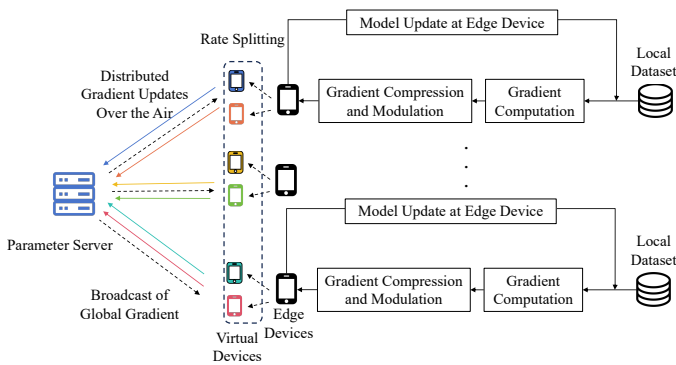 Model Update at Edge Device
Rate Splitting
Local
Dataset
Distributed
Gradient Updates
Over the Air
Gradient Compression
and Modulation
Gradient
Computation
Model Update at Edge Device
Parameter Server
Local
Dataset
Gradient Compression
and Modulation
Gradient
Computation
Broadcast of
Global Gradient
Edge
Devices
Virtual
Devices